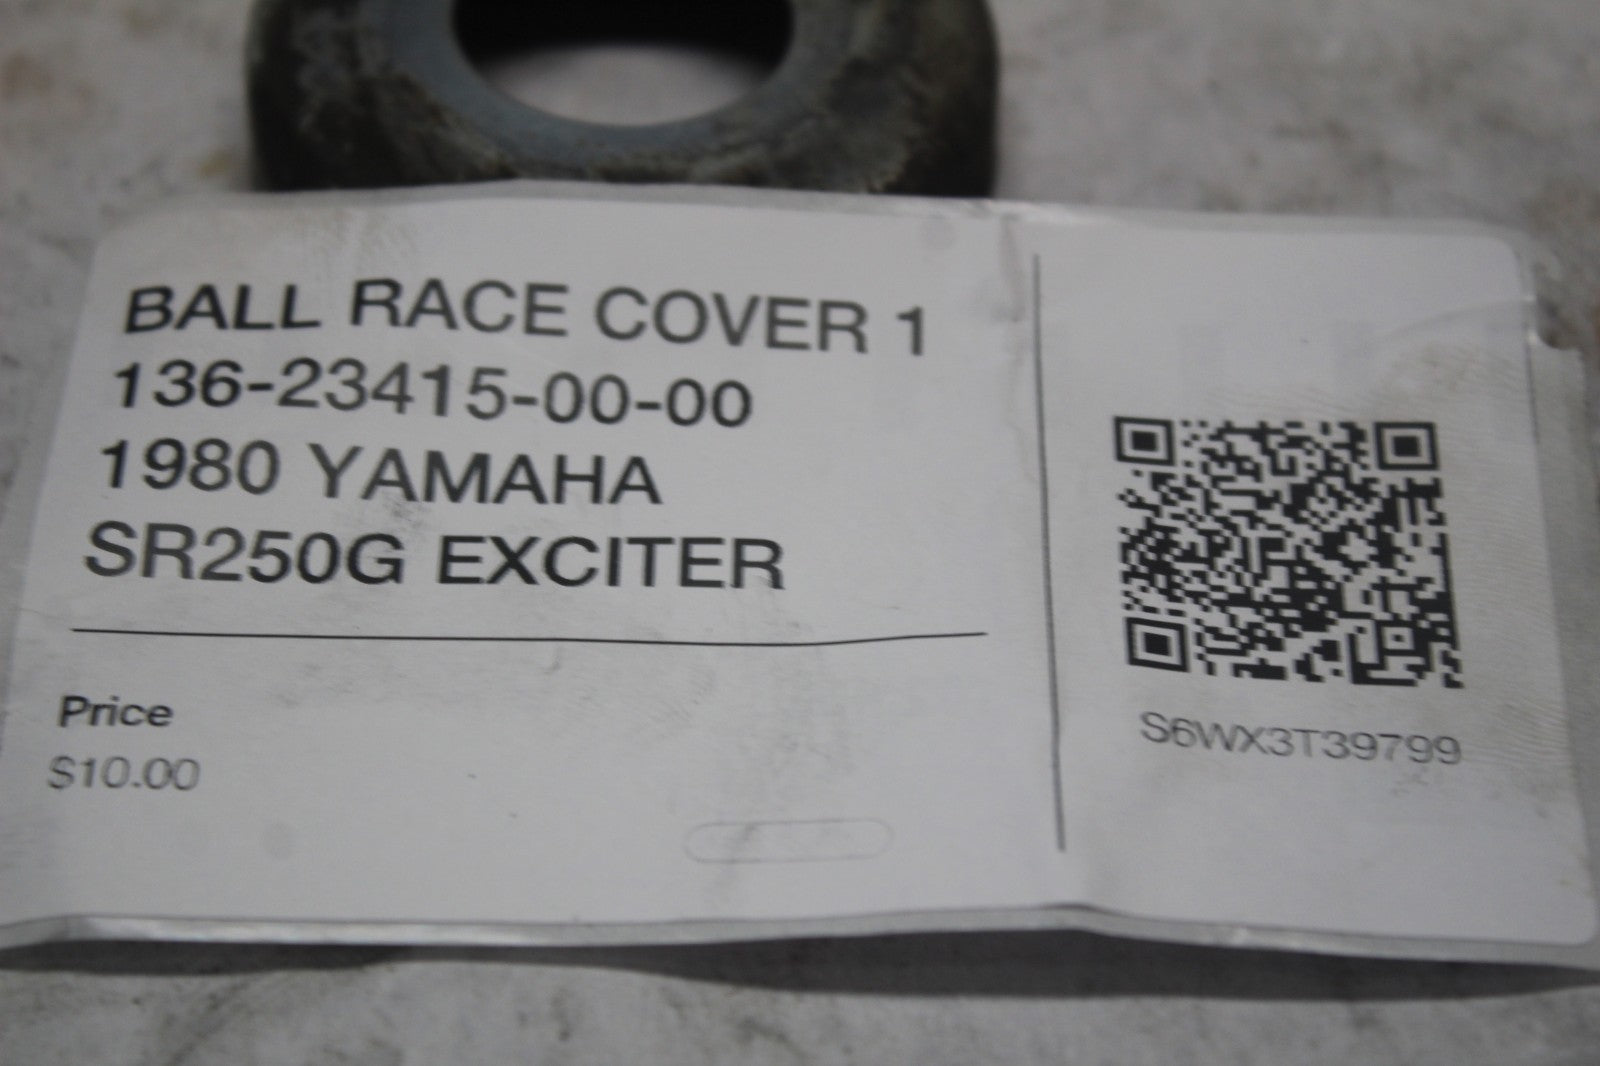 BALL RACE COVER 1
136-23415-00-00
1980 YAMAHA
SR250G EXCITER
Price
$10.00
S6WX3T39799